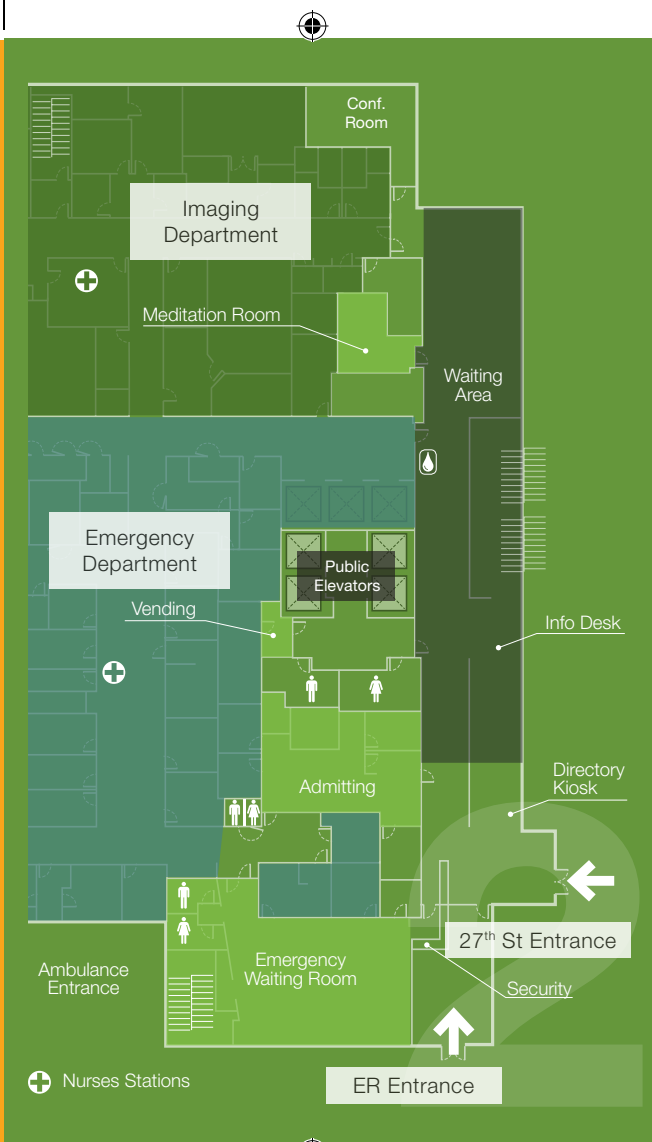 Conf.
Room
Imaging
Department
Meditation Room
Waiting
Area
Emergency
Department
Public
Elevators
Vending
Info Desk
Admitting
Directory
Kiosk
2
27th St Entrance
Emergency
Waiting Room
Ambulance
Entrance
Security
Nurses Stations
ER Entrance